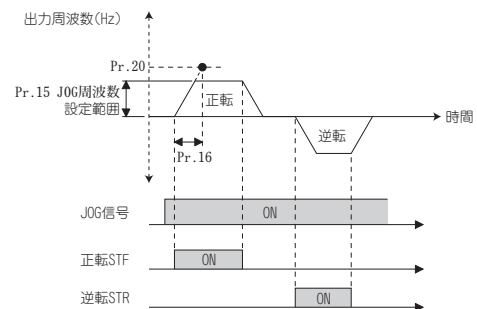 出力周波数(Hz)
Pr.20
Pr.15 JOG周波数
設定範囲
正転
時間
逆転
Pr.16
JOG信号
ON
正転STF
ON
逆転STR
ON